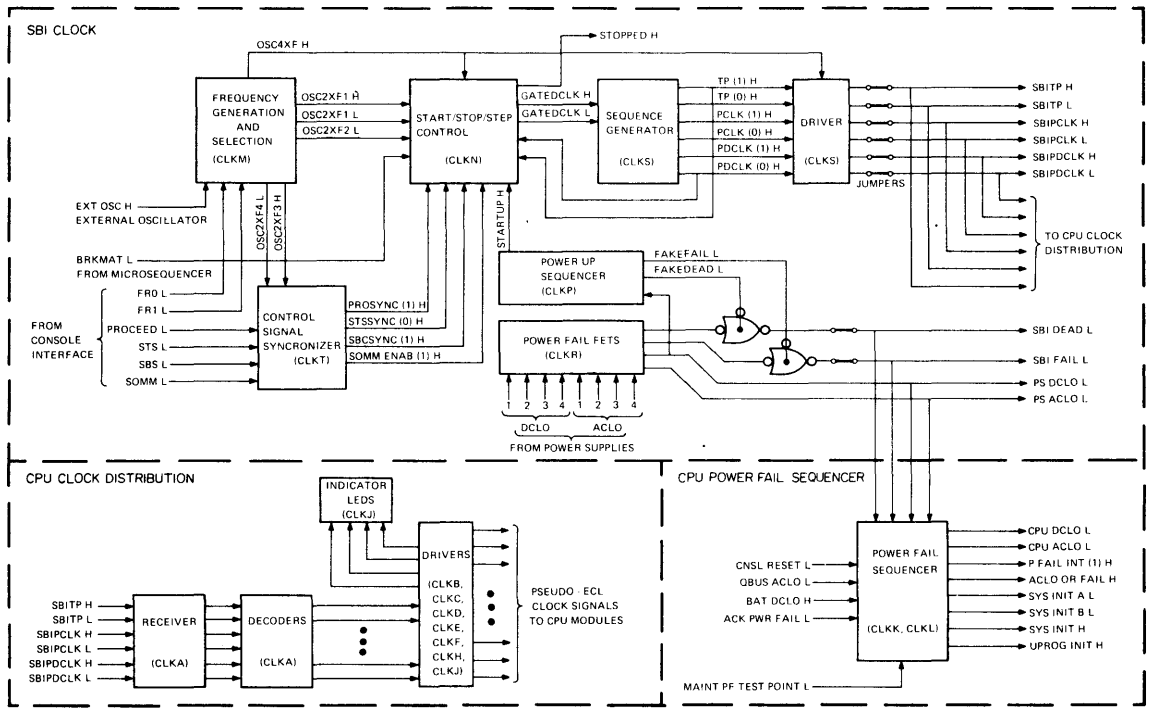 SBI CLOCK
OSC4XF H
STOPPED H
FREQUENCY
GENERATION
AND
SELECTION
(CLKM)
OSC2XF1 H
OSC2XF1 L
OSC2XF2 L
START/STOP/STEP
CONTROL
(CLKN)
GATEDCLK H
GATEDCLK L
SEQUENCE
GENERATOR
(CLKS)
TP (1) H
TP (0) H
PCLK (1) H
PCLK (0) H
PDCLK (1) H
PDCLK (0) H
DRIVER
(CLKS)
JUMPERS
SBITP H
SBITP L
SBIPCLK H
SBIPCLK L
SBIPDCLK H
SBIPDCLK L
TO CPU CLOCK
DISTRIBUTION
EXT OSC H
EXTERNAL OSCILLATOR
OSC2XF4 L
OSC2XF3 H
STARTUP H
BRKMAT L
FROM MICROSEQUENCER
FR0 L
FR1 L
PROCEED L
STS L
SBS L
SOMM L
FROM
CONSOLE
INTERFACE
CONTROL
SIGNAL
SYNCRONIZER
(CLKT)
PROSYNC (1) H
STSSYNC (0) H
SBCSYNC (1) H
SOMM ENAB (1) H
POWER UP
SEQUENCER
(CLKP)
FAKEFAIL L
FAKEDEAD L
POWER FAIL FETS
(CLKR)
1 2 3 4 1 2 3 4
DCLO ACLO
FROM POWER SUPPLIES
SBI DEAD L
SBI FAIL L
PS DCLO L
PS ACLO L
CPU CLOCK DISTRIBUTION
INDICATOR
LEDS
(CLKJ)
SBITP H
SBITP L
SBIPCLK H
SBIPCLK L
SBIPDCLK H
SBIPDCLK L
RECEIVER
(CLKA)
DECODERS
(CLKA)
DRIVERS
(CLKB,
CLKC,
CLKD,
CLKE,
CLKF,
CLKH,
CLKJ)
PSEUDO - ECL
CLOCK SIGNALS
TO CPU MODULES
CPU POWER FAIL SEQUENCER
CNSL RESET L
QBUS ACLO L
BAT DCLO H
ACK PWR FAIL L
MAINT PF TEST POINT L
POWER FAIL
SEQUENCER
(CLKK, CLKL)
CPU DCLO L
CPU ACLO L
P FAIL INT (1) H
ACLO OR FAIL H
SYS INIT A L
SYS INIT B L
SYS INIT H
UPROG INIT H